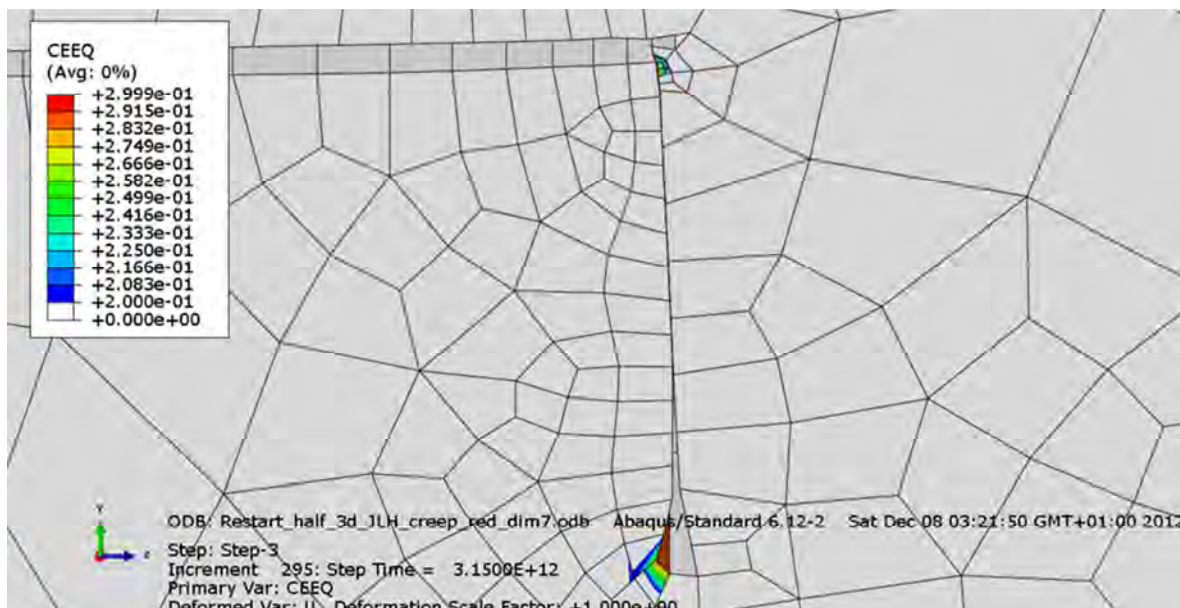 CEEQ
(Avg: 0%)
+2.999e-01
+2.915e-01
+2.832e-01
+2.749e-01
+2.666e-01
+2.582e-01
+2.499e-01
+2.416e-01
+2.333e-01
+2.250e-01
+2.166e-01
+2.083e-01
+2.000e-01
+0.000e+00
Y
Z
ODB: Restart_half_3d_JLH_creep_red_dim7.odb Abaqus/Standard 6.12-2 Sat Dec 08 03:21:50 GMT+01:00 2012
Step: Step-3
Increment 295: Step Time = 3.1500E+12
Primary Var: CEEQ
Deformed Var: U Deformation Scale Factor: +1.000e+00